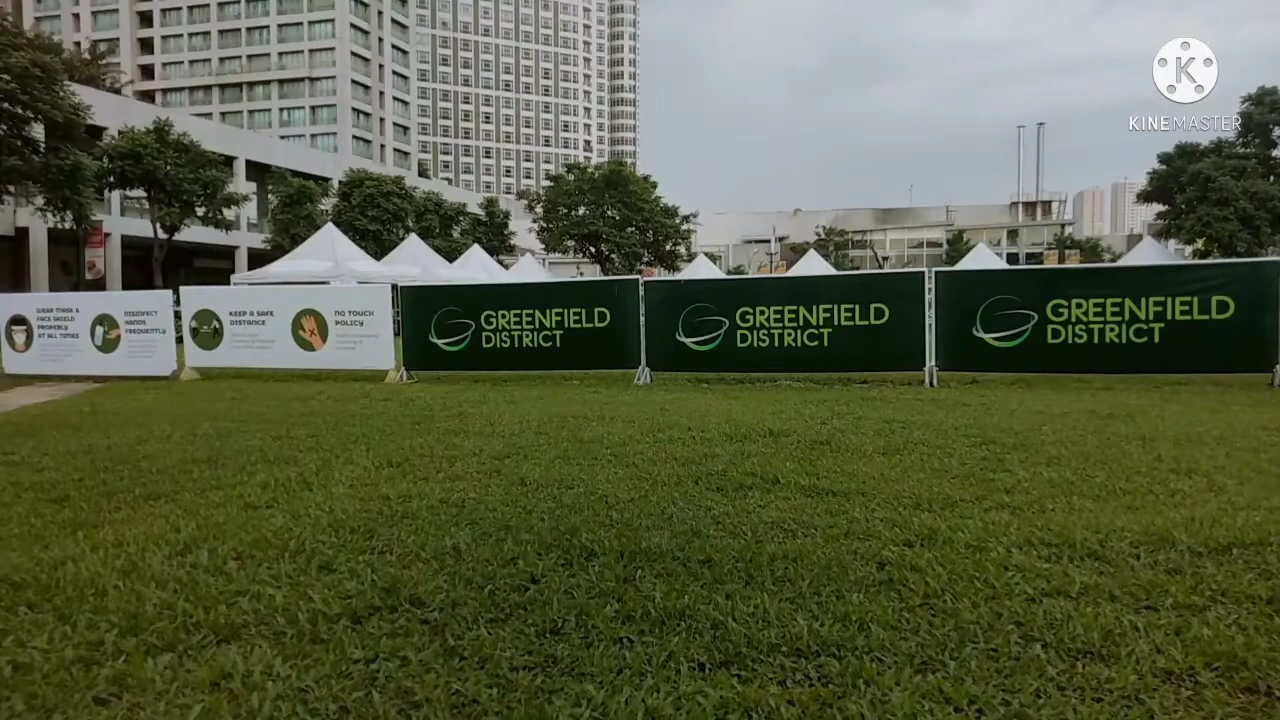 KINEMASTER
WEAR MASK &
FACE SHIELD
PROPERLY
AT ALL TIMES
DISINFECT
HANDS
FREQUENTLY
KEEP A SAFE
DISTANCE
NO TOUCH
POLICY
GREENFIELD
DISTRICT
GREENFIELD
DISTRICT
GREENFIELD
DISTRICT